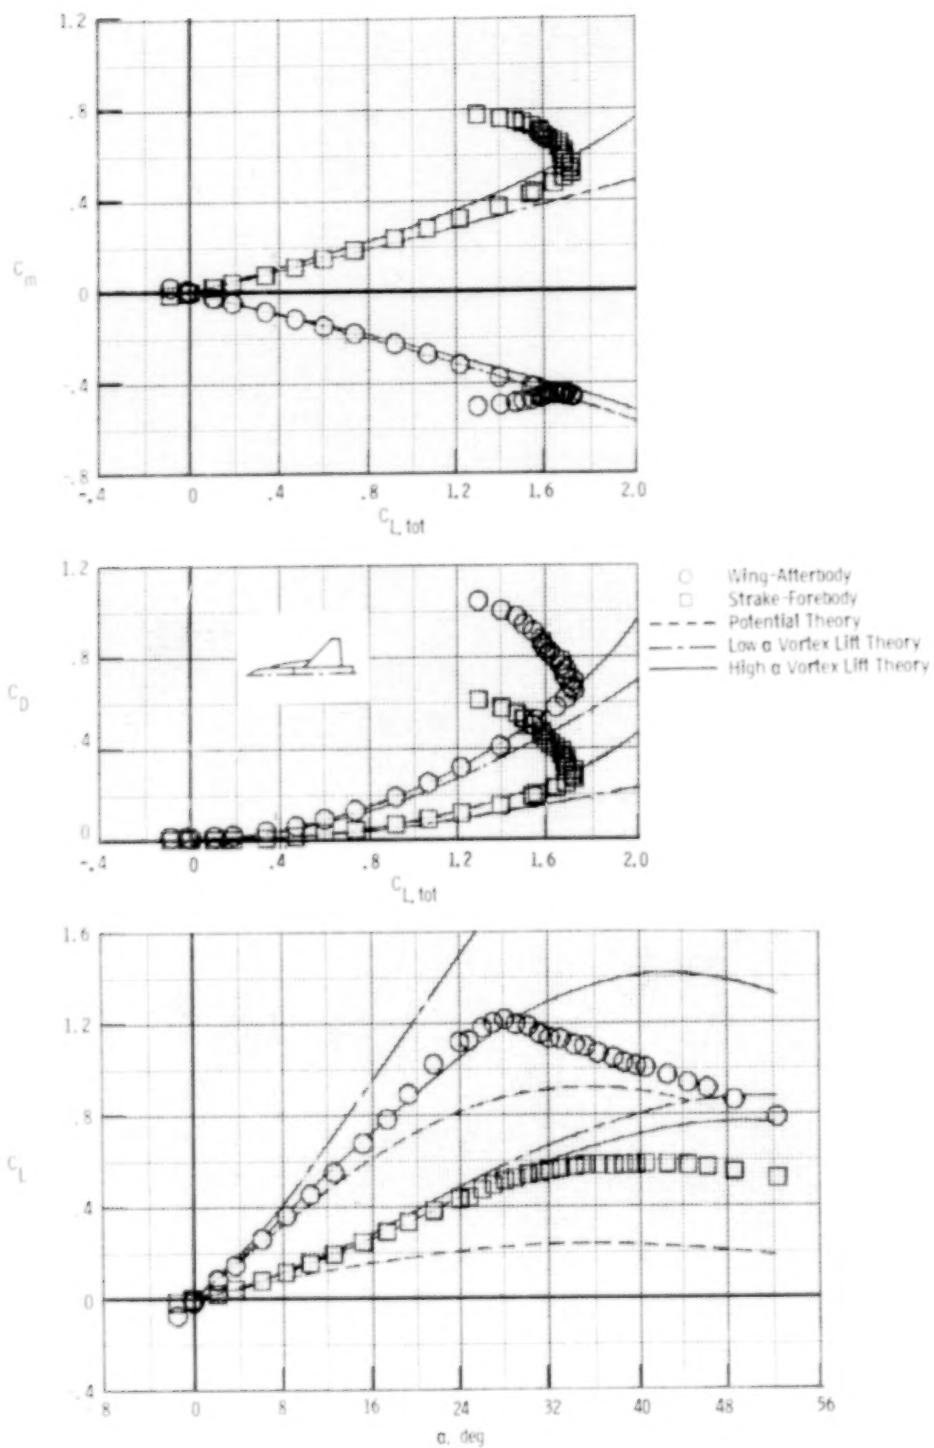 1.2
.8
.4
C_m
0
-.4
-.8
-.4 0 .4 .8 1.2 1.6 2.0
C_L, tot
1.2
.8
C_D
.4
0
-.4 0 .4 .8 1.2 1.6 2.0
C_L, tot
Wing-Afterbody
Strake-Forebody
Potential Theory
Low α Vortex Lift Theory
High α Vortex Lift Theory
1.6
1.2
.8
C_L
.4
0
-.4
8 0 8 16 24 32 40 48 56
α, deg